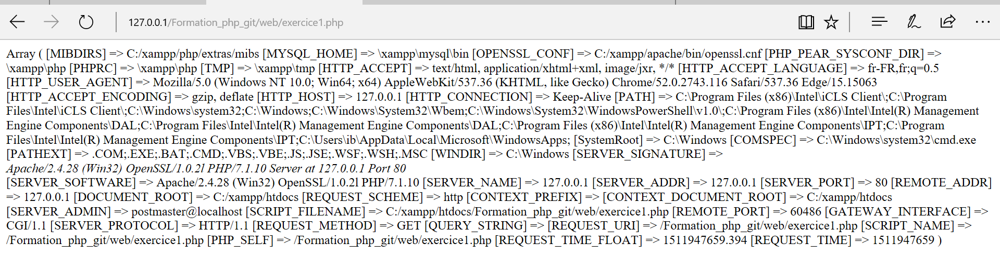 127.0.0.1/Formation_php_git/web/exercice1.php
Array ( [MIBDIRS] => C:/xampp/php/extras/mibs [MYSQL_HOME] => \xampp\mysql\bin [OPENSSL_CONF] => C:/xampp/apache/bin/openssl.cnf [PHP_PEAR_SYSCONF_DIR] =>
\xampp\php [PHPRC] => \xampp\php [TMP] => \xampp\tmp [HTTP_ACCEPT] => text/html, application/xhtml+xml, image/jxr, */* [HTTP_ACCEPT_LANGUAGE] => fr-FR,fr;q=0.5
[HTTP_USER_AGENT] => Mozilla/5.0 (Windows NT 10.0; Win64; x64) AppleWebKit/537.36 (KHTML, like Gecko) Chrome/52.0.2743.116 Safari/537.36 Edge/15.15063
[HTTP_ACCEPT_ENCODING] => gzip, deflate [HTTP_HOST] => 127.0.0.1 [HTTP_CONNECTION] => Keep-Alive [PATH] => C:\Program Files (x86)\Intel\iCLS Client\;C:\Program
Files\Intel\iCLS Client\;C:\Windows\system32;C:\Windows;C:\Windows\System32\Wbem;C:\Windows\System32\WindowsPowerShell\v1.0\;C:\Program Files (x86)\Intel\Intel(R) Management
Engine Components\DAL;C:\Program Files\Intel\Intel(R) Management Engine Components\DAL;C:\Program Files (x86)\Intel\Intel(R) Management Engine Components\IPT;C:\Program
Files\Intel\Intel(R) Management Engine Components\IPT;C:\Users\ib\AppData\Local\Microsoft\WindowsApps; [SystemRoot] => C:\Windows [COMSPEC] => C:\Windows\system32\cmd.exe
[PATHEXT] => .COM;.EXE;.BAT;.CMD;.VBS;.VBE;.JS;.JSE;.WSF;.WSH;.MSC [WINDIR] => C:\Windows [SERVER_SIGNATURE] =>
Apache/2.4.28 (Win32) OpenSSL/1.0.2l PHP/7.1.10 Server at 127.0.0.1 Port 80
[SERVER_SOFTWARE] => Apache/2.4.28 (Win32) OpenSSL/1.0.2l PHP/7.1.10 [SERVER_NAME] => 127.0.0.1 [SERVER_ADDR] => 127.0.0.1 [SERVER_PORT] => 80 [REMOTE_ADDR]
=> 127.0.0.1 [DOCUMENT_ROOT] => C:/xampp/htdocs [REQUEST_SCHEME] => http [CONTEXT_PREFIX] => [CONTEXT_DOCUMENT_ROOT] => C:/xampp/htdocs
[SERVER_ADMIN] => postmaster@localhost [SCRIPT_FILENAME] => C:/xampp/htdocs/Formation_php_git/web/exercice1.php [REMOTE_PORT] => 60486 [GATEWAY_INTERFACE] =>
CGI/1.1 [SERVER_PROTOCOL] => HTTP/1.1 [REQUEST_METHOD] => GET [QUERY_STRING] => [REQUEST_URI] => /Formation_php_git/web/exercice1.php [SCRIPT_NAME] =>
/Formation_php_git/web/exercice1.php [PHP_SELF] => /Formation_php_git/web/exercice1.php [REQUEST_TIME_FLOAT] => 1511947659.394 [REQUEST_TIME] => 1511947659 )